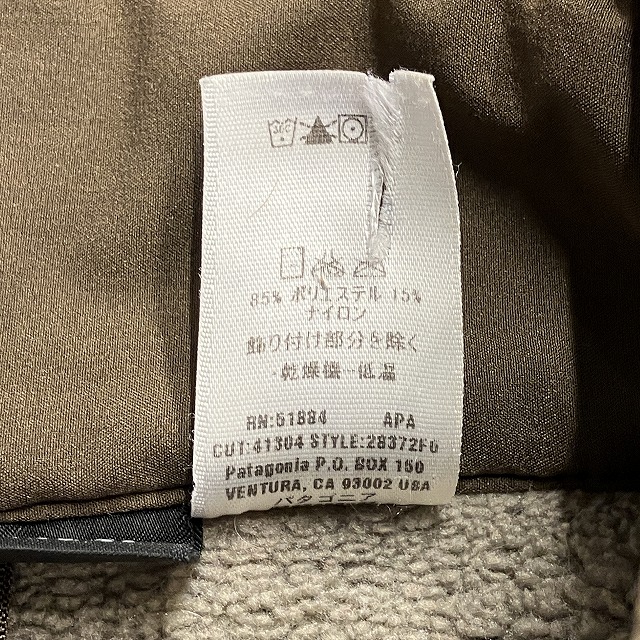 30C
85% ポリエステル 15%
ナイロン
飾り付け部分を除く
・乾燥機−低温
RN:51884 APA
CUT:41304 STYLE:28372F6
Patagonia P.O. BOX 150
VENTURA, CA 93002 USA
パタゴニア